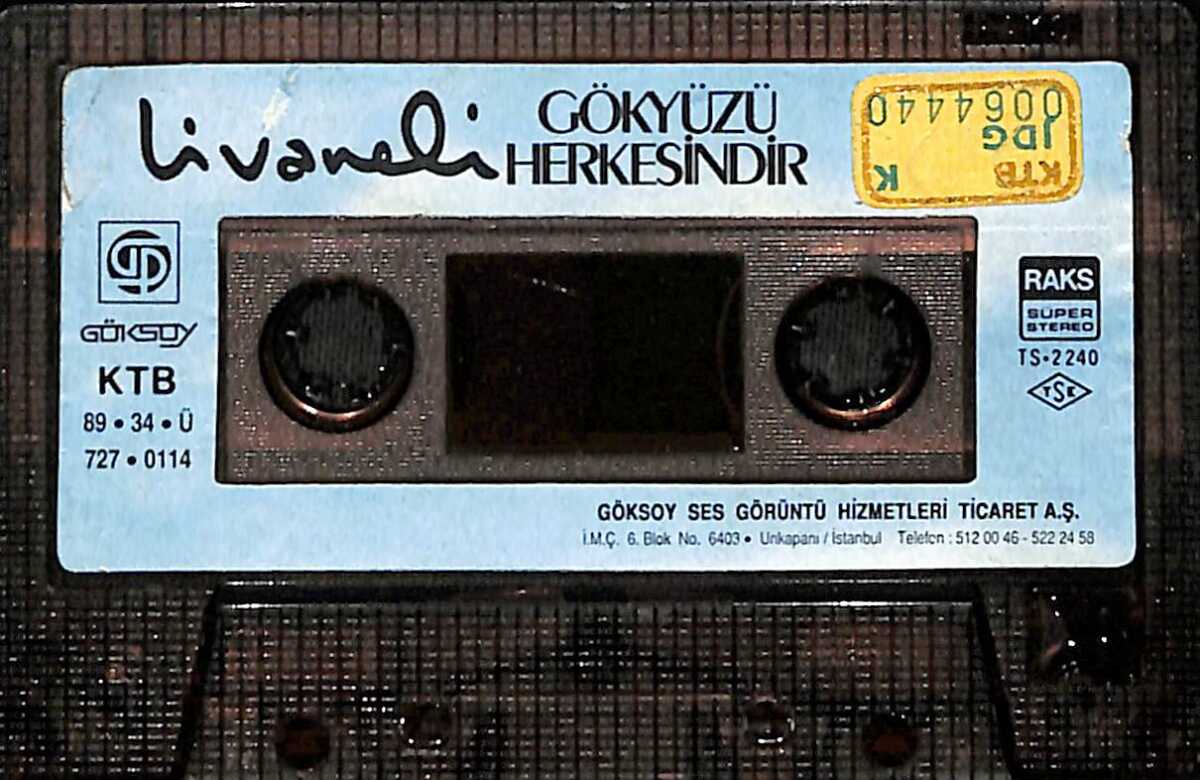 livaneli
GÖKYÜZÜ
HERKESİNDİR
KTB
K
JDG
0064440
GÖKSOY
KTB
89 • 34 • Ü
727 • 0114
RAKS
SÜPER
STEREO
TS•2240
TSE
GÖKSOY SES GÖRÜNTÜ HİZMETLERİ TİCARET A.Ş.
İ.M.Ç. 6. Blok No. 6403 • Unkapanı / İstanbul Telefon : 512 00 46 - 522 24 58